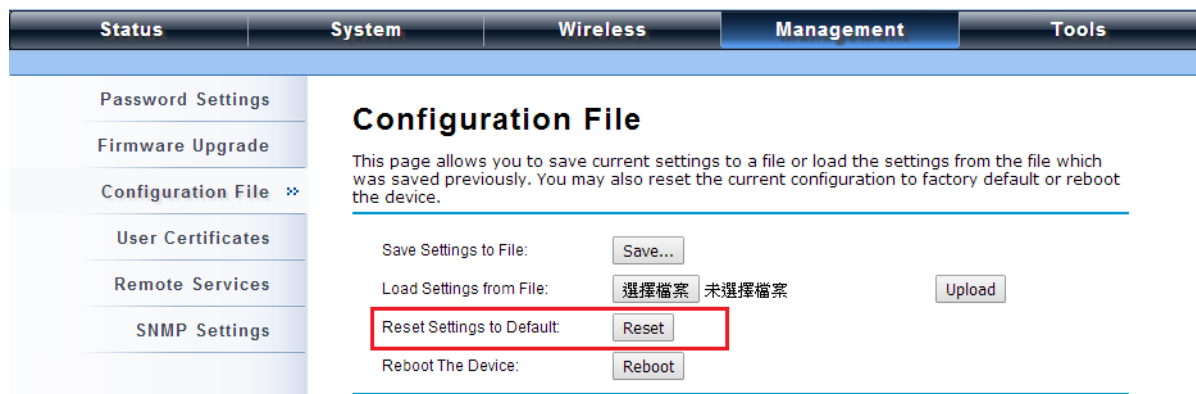 Status System Wireless Management Tools
Password Settings
Firmware Upgrade
Configuration File »
User Certificates
Remote Services
SNMP Settings
Configuration File
This page allows you to save current settings to a file or load the settings from the file which
was saved previously. You may also reset the current configuration to factory default or reboot
the device.
Save Settings to File: Save...
Load Settings from File: 選擇檔案 未選擇檔案 Upload
Reset Settings to Default: Reset
Reboot The Device: Reboot